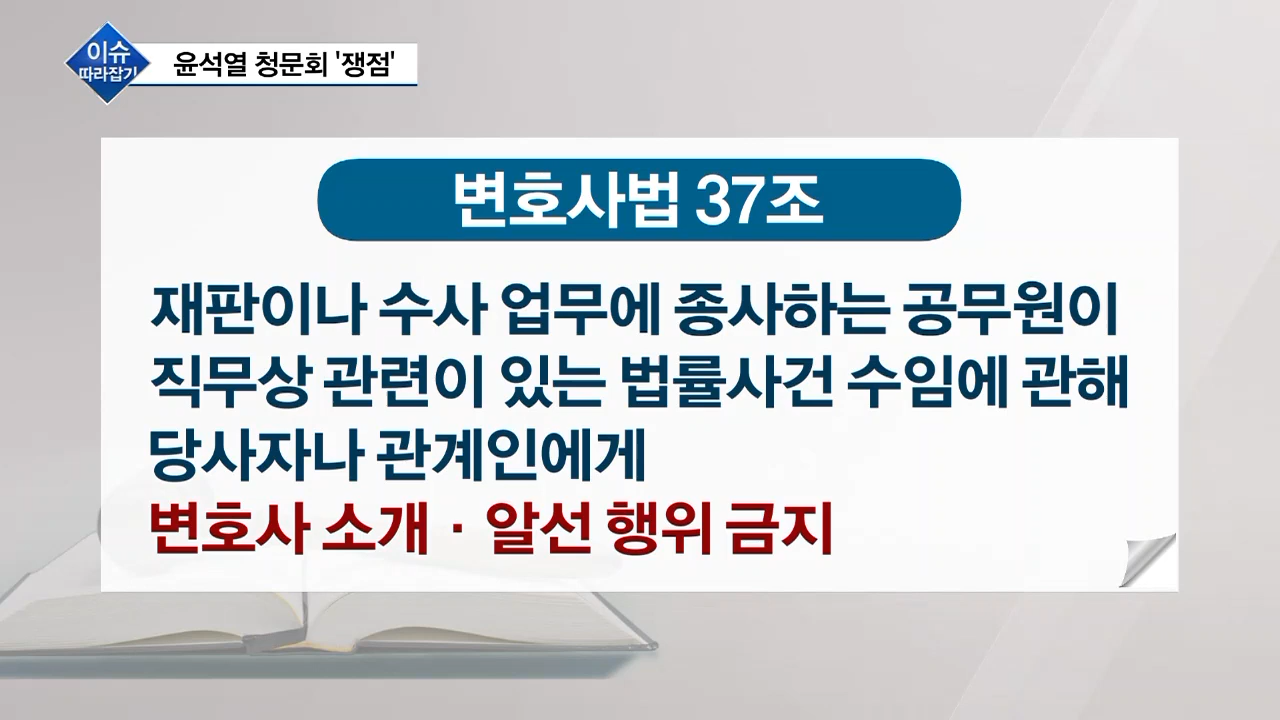 이슈
따라잡기
윤석열 청문회 '쟁점'
변호사법 37조
재판이나 수사 업무에 종사하는 공무원이
직무상 관련이 있는 법률사건 수임에 관해
당사자나 관계인에게
변호사 소개 · 알선 행위 금지